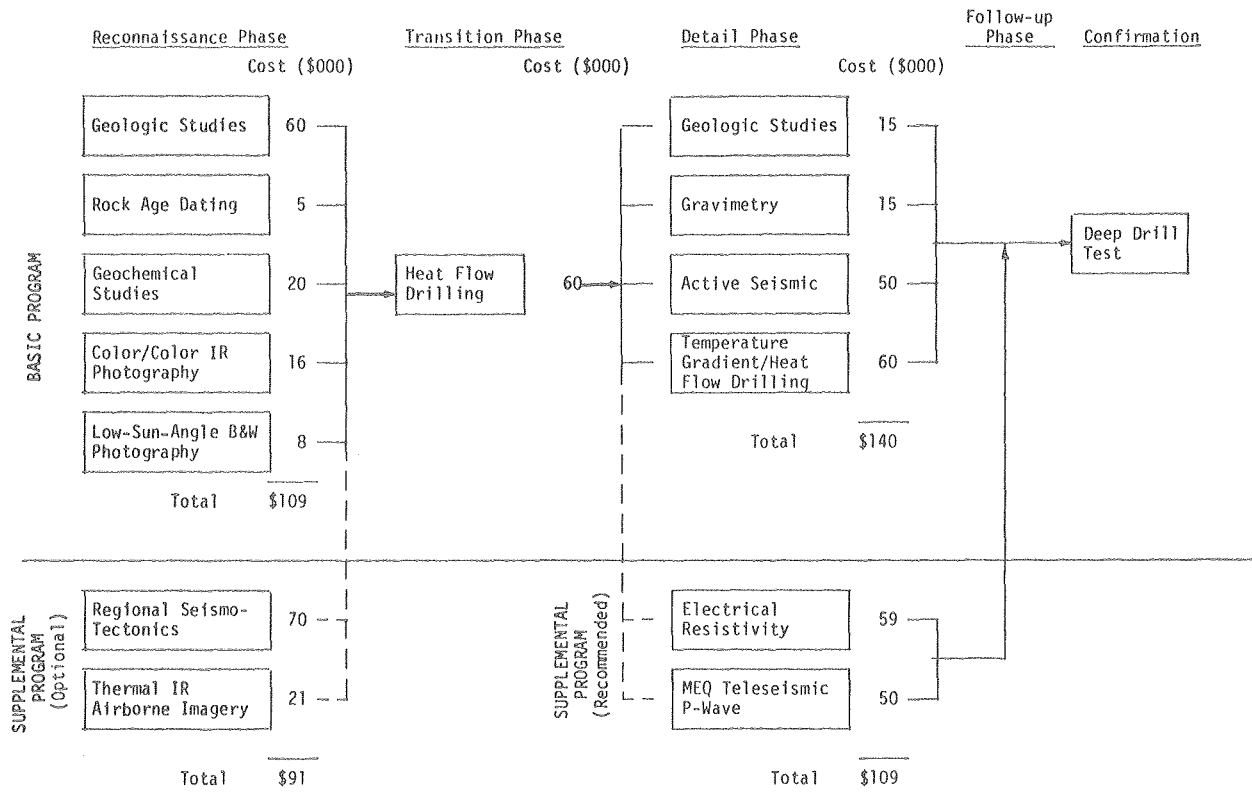 Reconnaissance Phase
Cost ($000)
Transition Phase
Cost ($000)
Detail Phase
Cost ($000)
Follow-up
Phase
Confirmation
BASIC PROGRAM
Geologic Studies 60
Rock Age Dating 5
Geochemical
Studies 20
Color/Color IR
Photography 16
Low-Sun-Angle B&W
Photography 8
Total $109
Heat Flow
Drilling 60
Geologic Studies 15
Gravimetry 15
Active Seismic 50
Temperature
Gradient/Heat
Flow Drilling 60
Total $140
Deep Drill
Test
SUPPLEMENTAL
PROGRAM
(Optional)
Regional Seismo-
Tectonics 70
Thermal IR
Airborne Imagery 21
Total $91
SUPPLEMENTAL
PROGRAM
(Recommended)
Electrical
Resistivity 59
MEQ Teleseismic
P-Wave 50
Total $109